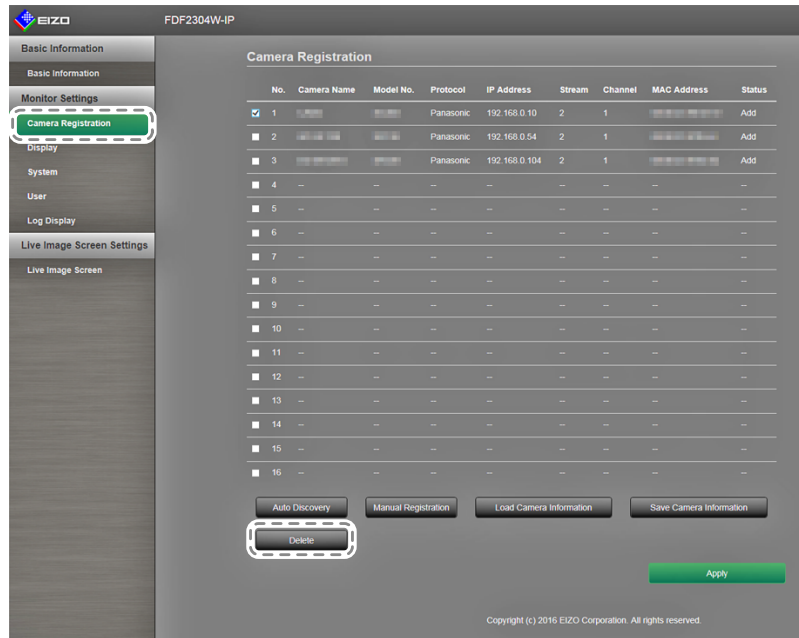 EIZO FDF2304W-IP
Basic Information
Basic Information
Monitor Settings
Camera Registration
Display
System
User
Log Display
Live Image Screen Settings
Live Image Screen
Camera Registration
No. Camera Name Model No. Protocol IP Address Stream Channel MAC Address Status
1 Panasonic 192.168.0.10 2 1 Add
2 Panasonic 192.168.0.54 2 1 Add
3 Panasonic 192.168.0.104 2 1 Add
4 -- -- -- -- -- -- -- --
5 -- -- -- -- -- -- -- --
6 -- -- -- -- -- -- -- --
7 -- -- -- -- -- -- -- --
8 -- -- -- -- -- -- -- --
9 -- -- -- -- -- -- -- --
10 -- -- -- -- -- -- -- --
11 -- -- -- -- -- -- -- --
12 -- -- -- -- -- -- -- --
13 -- -- -- -- -- -- -- --
14 -- -- -- -- -- -- -- --
15 -- -- -- -- -- -- -- --
16 -- -- -- -- -- -- -- --
Auto Discovery Manual Registration Load Camera Information Save Camera Information
Delete
Apply
Copyright (c) 2016 EIZO Corporation. All rights reserved.